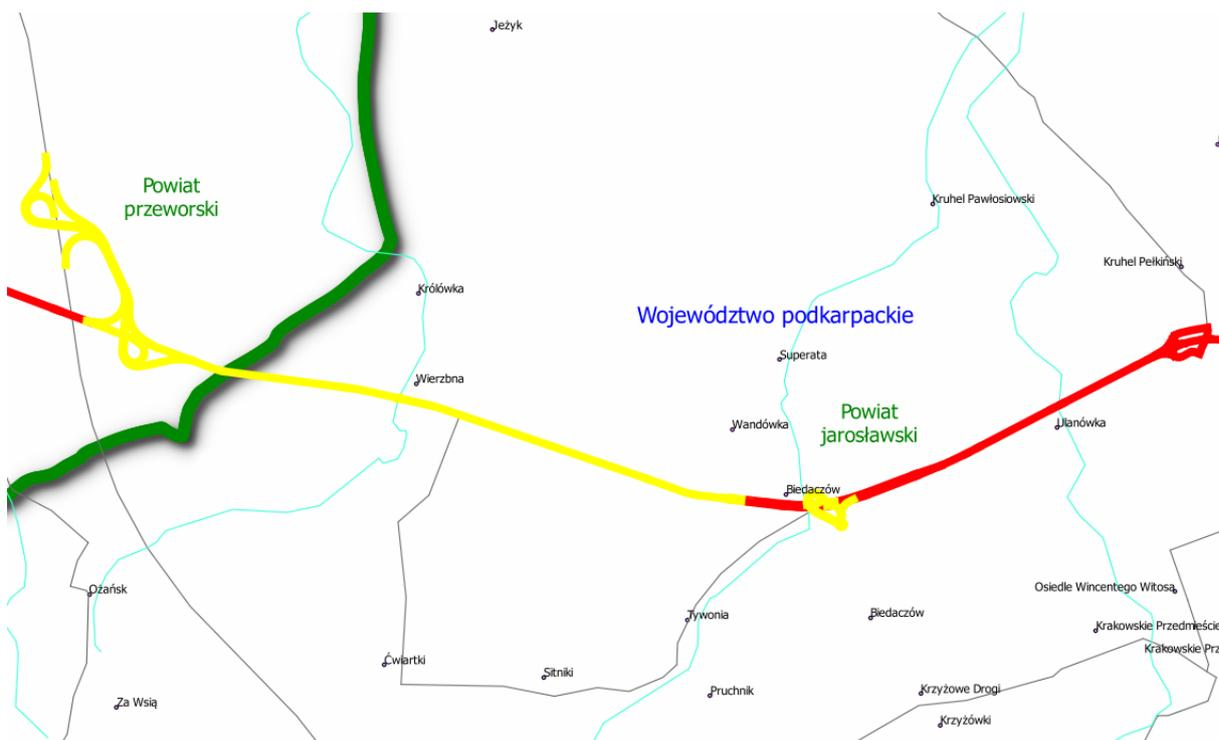 Jeżyk
Powiat
przeworski
Kruhel Pawłosiowski
Kruhel Pełkiński
Królówka
Województwo podkarpackie
Superata
Wierzbna
Powiat
jarosławski
Wandówka
Ulanówka
Biedaczów
Ożańsk
Osiedle Wincentego Witosa
Tywonia
Biedaczów
Krakowskie Przedmieście
Krakowskie Prz
Ćwiartki
Sitniki
Pruchnik
Krzyżowe Drogi
Za Wsią
Krzyżówki